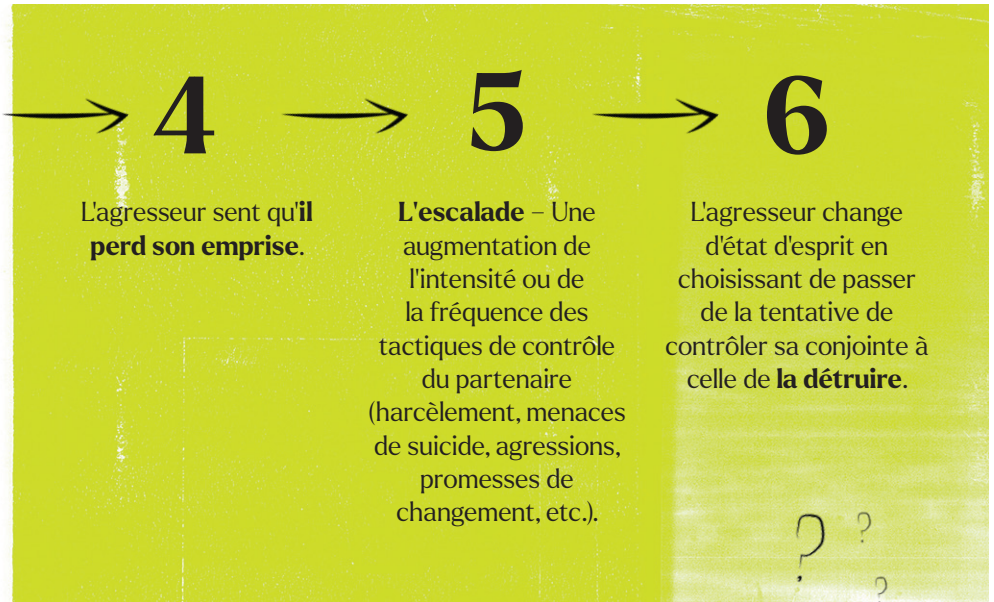 4
L'agresseur sent qu'il
perd son emprise.
5
L'escalade – Une
augmentation de
l'intensité ou de
la fréquence des
tactiques de contrôle
du partenaire
(harcèlement, menaces
de suicide, agressions,
promesses de
changement, etc.).
6
L'agresseur change
d'état d'esprit en
choisissant de passer
de la tentative de
contrôler sa conjointe à
celle de la détruire.
? ?
?